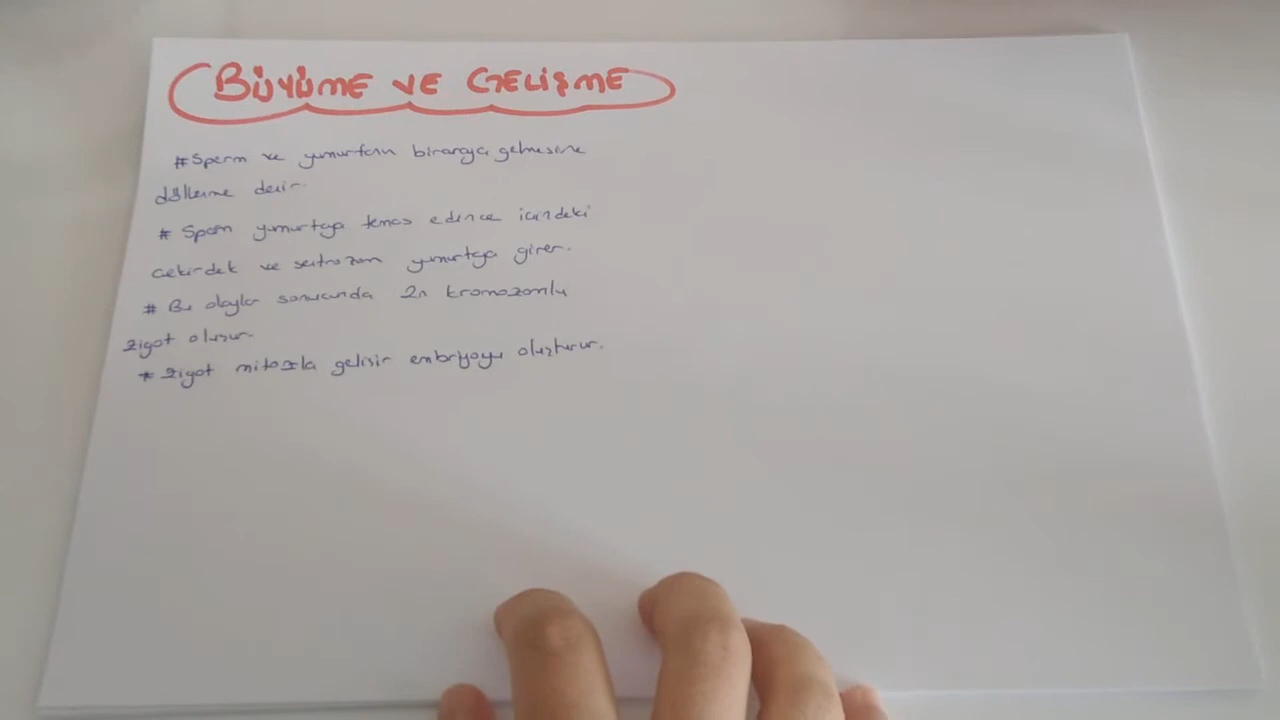 BÜYÜME VE GELİŞME
#Sperm ve yumurtanın biraraya gelmesine
döllenme denir.
# Sperm yumurtaya temas edince içindeki
çekirdek ve sentrozom yumurtaya girer.
# Bu olaylar sonucunda 2n kromozomlu
zigot oluşur.
* Zigot mitozla gelişir embriyoyu oluşturur.